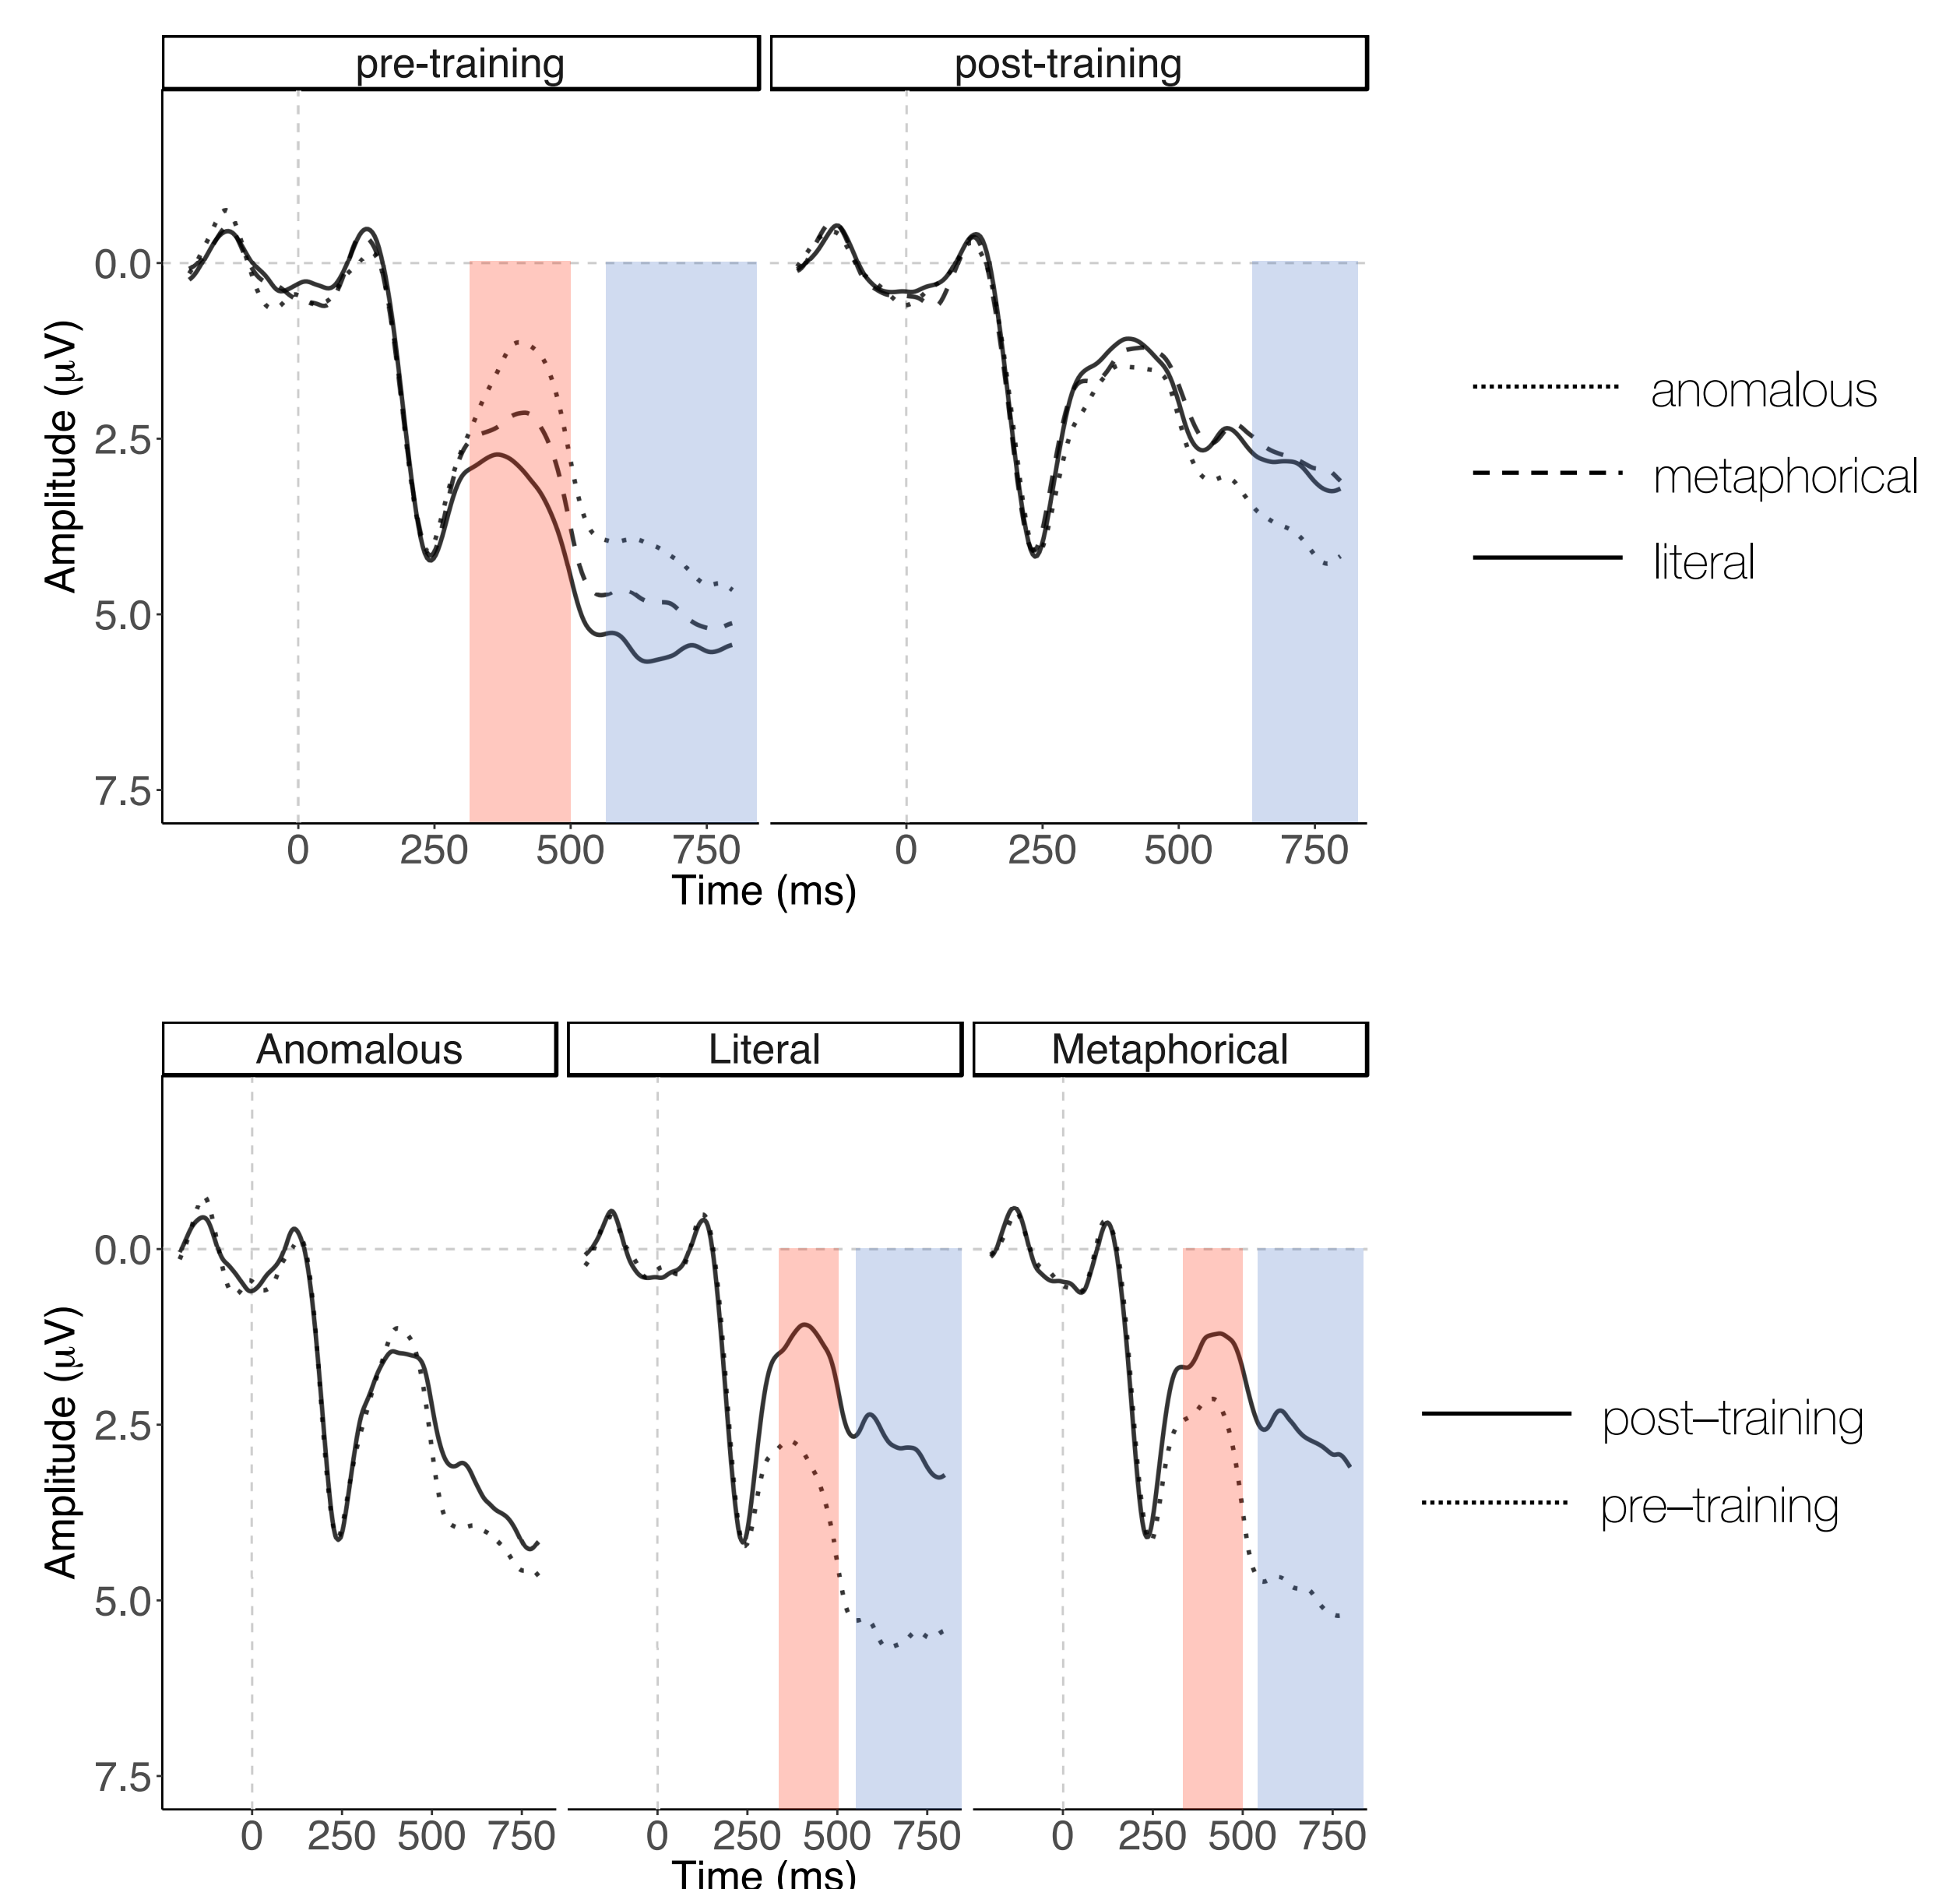 pre-training post-training
0.0
2.5
5.0
7.5
Amplitude (µV)
0 250 500 750 0 250 500 750
Time (ms)
anomalous
metaphorical
literal
Anomalous Literal Metaphorical
0.0
2.5
5.0
7.5
Amplitude (µV)
0 250 500 750 0 250 500 750 0 250 500 750
Time (ms)
post–training
pre–training